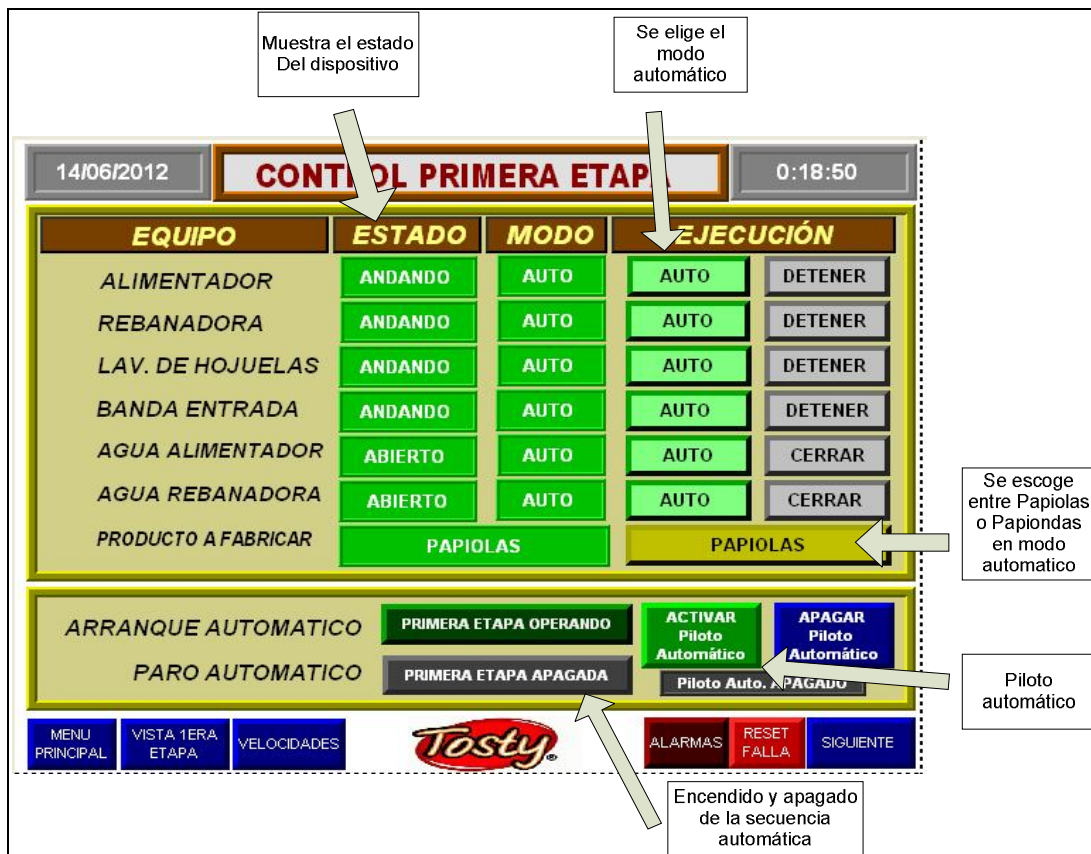 Muestra el estado
Del dispositivo
Se elige el
modo
automático
14/06/2012
CONTROL PRIMERA ETAPA
0:18:50
EQUIPO ESTADO MODO EJECUCIÓN
ALIMENTADOR ANDANDO AUTO AUTO DETENER
REBANADORA ANDANDO AUTO AUTO DETENER
LAV. DE HOJUELAS ANDANDO AUTO AUTO DETENER
BANDA ENTRADA ANDANDO AUTO AUTO DETENER
AGUA ALIMENTADOR ABIERTO AUTO AUTO CERRAR
AGUA REBANADORA ABIERTO AUTO AUTO CERRAR
PRODUCTO A FABRICAR PAPIOLAS PAPIOLAS
Se escoge
entre Papiolas
o Papiondas
en modo
automatico
ARRANQUE AUTOMATICO PRIMERA ETAPA OPERANDO
ACTIVAR
Piloto
Automático
APAGAR
Piloto
Automático
PARO AUTOMATICO PRIMERA ETAPA APAGADA
Piloto Auto. APAGADO
Piloto
automático
MENU
PRINCIPAL
VISTA 1ERA
ETAPA
VELOCIDADES
Tosty®
ALARMAS
RESET
FALLA
SIGUIENTE
Encendido y apagado
de la secuencia
automática